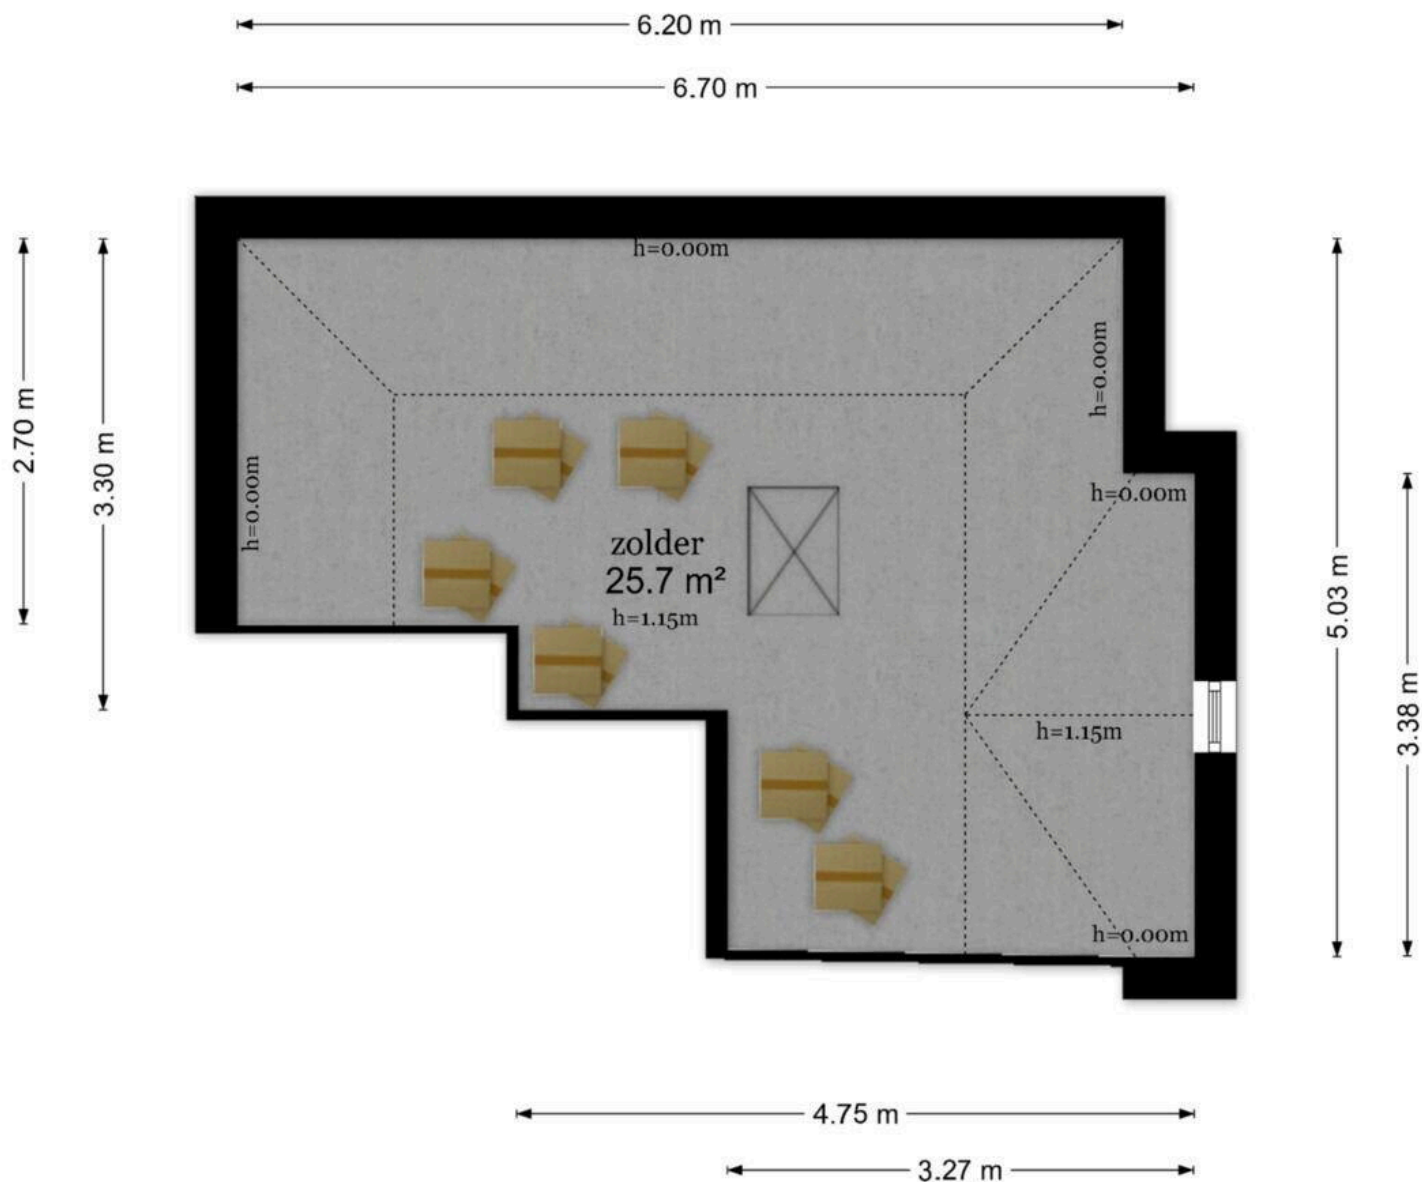 6.20 m
6.70 m
h=0.00m
2.70 m
3.30 m
h=0.00m
h=0.00m
h=0.00m
zolder
25.7 m²
h=1.15m
5.03 m
3.38 m
h=1.15m
h=0.00m
4.75 m
3.27 m